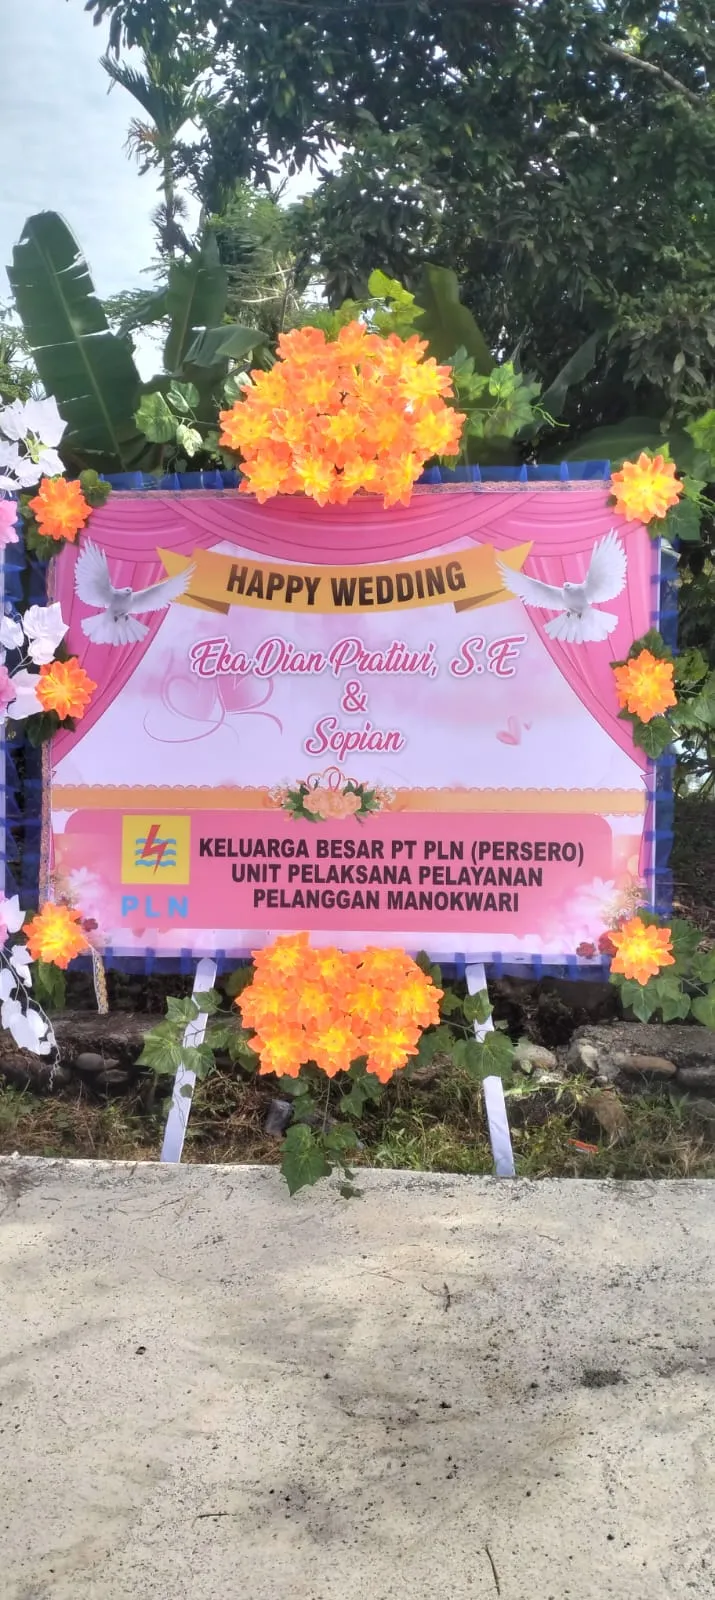 HAPPY WEDDING
Eka Dian Pratiwi, S.E
&
Sopian
PLN
KELUARGA BESAR PT PLN (PERSERO)
UNIT PELAKSANA PELAYANAN
PELANGGAN MANOKWARI